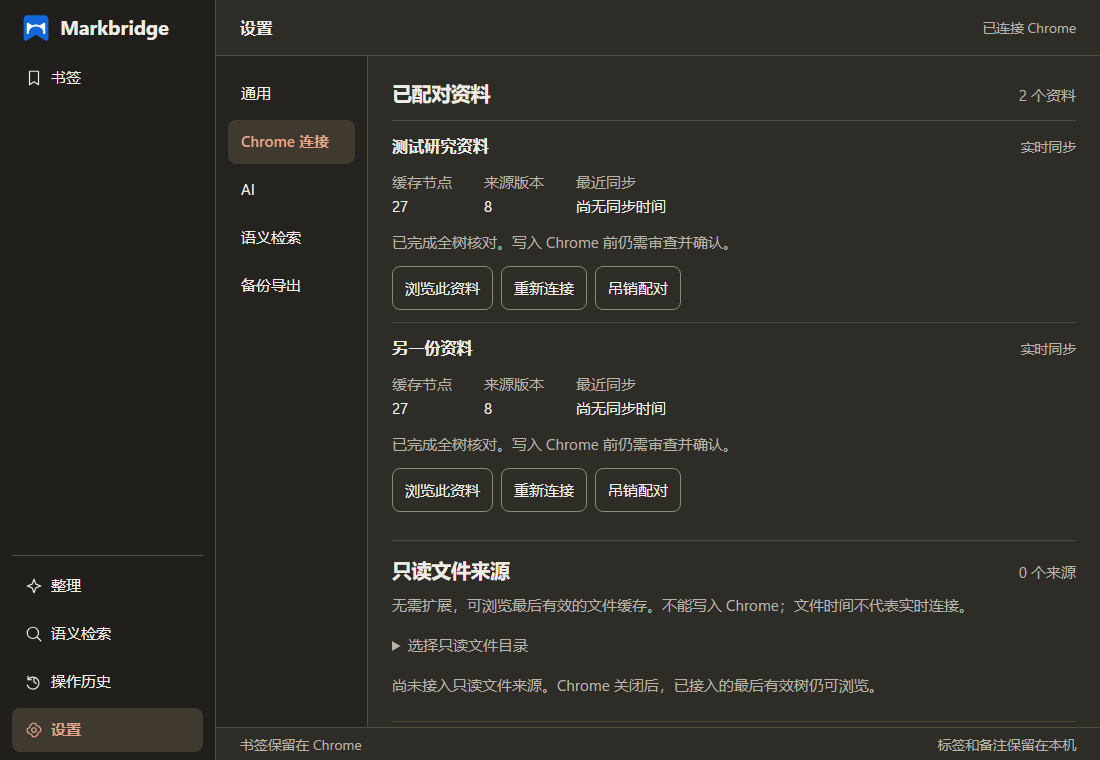 Markbridge
设置
已连接 Chrome
书签
通用
Chrome 连接
AI
语义检索
备份导出
已配对资料
2 个资料
测试研究资料
实时同步
缓存节点 来源版本 最近同步
27 8 尚无同步时间
已完成全树核对。写入 Chrome 前仍需审查并确认。
浏览此资料 重新连接 吊销配对
另一份资料
实时同步
缓存节点 来源版本 最近同步
27 8 尚无同步时间
已完成全树核对。写入 Chrome 前仍需审查并确认。
浏览此资料 重新连接 吊销配对
只读文件来源
0 个来源
无需扩展，可浏览最后有效的文件缓存。不能写入 Chrome；文件时间不代表实时连接。
选择只读文件目录
尚未接入只读文件来源。Chrome 关闭后，已接入的最后有效树仍可浏览。
整理
语义检索
操作历史
设置
书签保留在 Chrome
标签和备注保留在本机